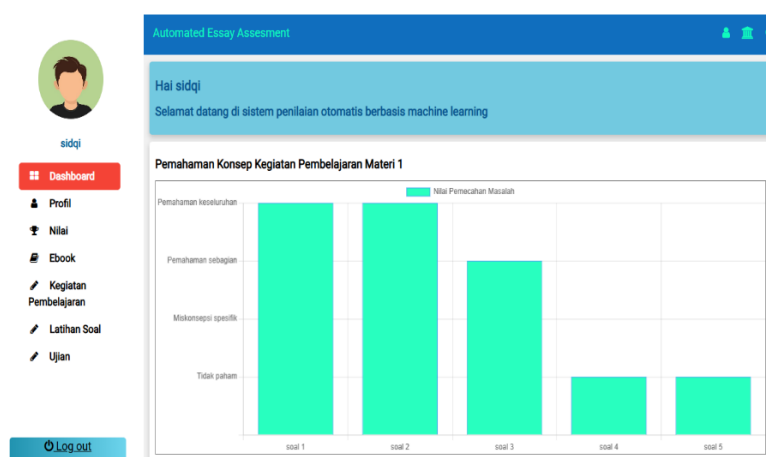 Automated Essay Assesment
sidqi
Dashboard
Profil
Nilai
Ebook
Kegiatan
Pembelajaran
Latihan Soal
Ujian
Log out
Hai sidqi
Selamat datang di sistem penilaian otomatis berbasis machine learning
Pemahaman Konsep Kegiatan Pembelajaran Materi 1
Nilai Pemecahan Masalah
Pemahaman keseluruhan
Pemahaman sebagian
Miskonsepsi spesifik
Tidak paham
soal 1
soal 2
soal 3
soal 4
soal 5